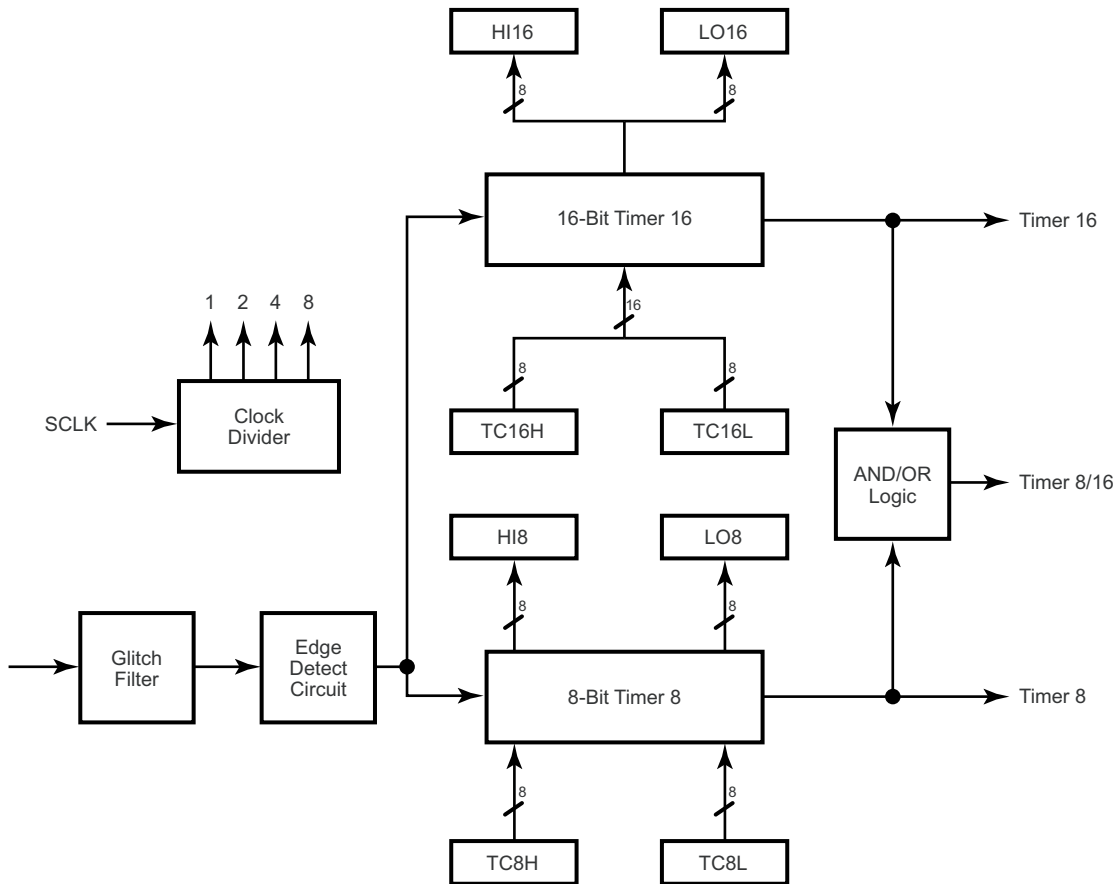 HI16
LO16
8
8
16-Bit Timer 16
Timer 16
16
1 2 4 8
8
8
SCLK
Clock
Divider
TC16H
TC16L
AND/OR
Logic
Timer 8/16
HI8
LO8
8
8
Glitch
Filter
Edge
Detect
Circuit
8-Bit Timer 8
Timer 8
8
8
TC8H
TC8L